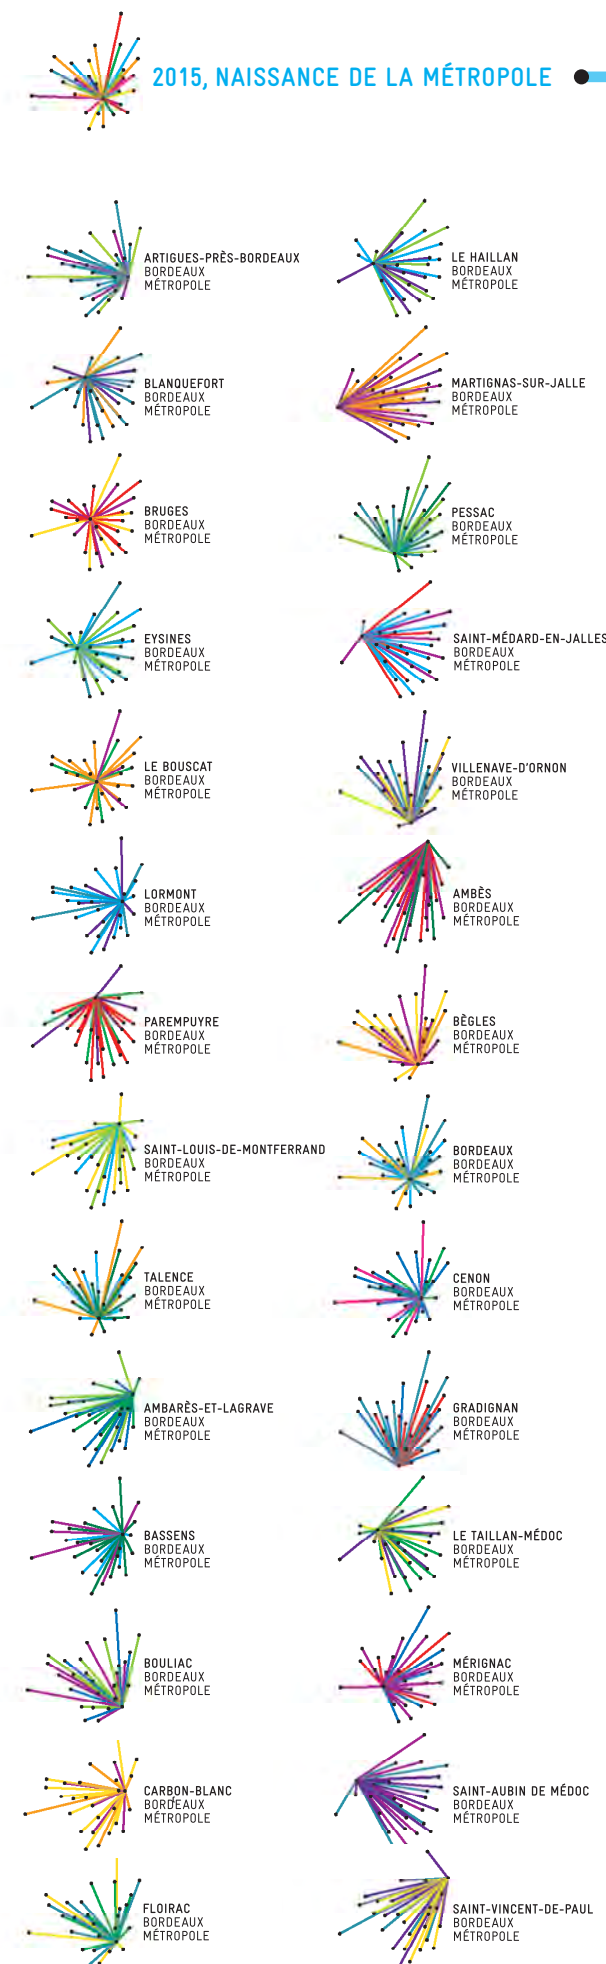 2015, NAISSANCE DE LA MÉTROPOLE
ARTIGUES-PRÈS-BORDEAUX
BORDEAUX
MÉTROPOLE
BLANQUEFORT
BORDEAUX
MÉTROPOLE
BRUGES
BORDEAUX
MÉTROPOLE
EYSINES
BORDEAUX
MÉTROPOLE
LE BOUSCAT
BORDEAUX
MÉTROPOLE
LORMONT
BORDEAUX
MÉTROPOLE
PAREMPUYRE
BORDEAUX
MÉTROPOLE
SAINT-LOUIS-DE-MONTFERRAND
BORDEAUX
MÉTROPOLE
TALENCE
BORDEAUX
MÉTROPOLE
AMBARÈS-ET-LAGRAVE
BORDEAUX
MÉTROPOLE
BASSENS
BORDEAUX
MÉTROPOLE
BOULIAC
BORDEAUX
MÉTROPOLE
CARBON-BLANC
BORDEAUX
MÉTROPOLE
FLOIRAC
BORDEAUX
MÉTROPOLE
LE HAILLAN
BORDEAUX
MÉTROPOLE
MARTIGNAS-SUR-JALLE
BORDEAUX
MÉTROPOLE
PESSAC
BORDEAUX
MÉTROPOLE
SAINT-MÉDARD-EN-JALLES
BORDEAUX
MÉTROPOLE
VILLENAVE-D'ORNON
BORDEAUX
MÉTROPOLE
AMBÈS
BORDEAUX
MÉTROPOLE
BÈGLES
BORDEAUX
MÉTROPOLE
BORDEAUX
BORDEAUX
MÉTROPOLE
CENON
BORDEAUX
MÉTROPOLE
GRADIGNAN
BORDEAUX
MÉTROPOLE
LE TAILLAN-MÉDOC
BORDEAUX
MÉTROPOLE
MÉRIGNAC
BORDEAUX
MÉTROPOLE
SAINT-AUBIN DE MÉDOC
BORDEAUX
MÉTROPOLE
SAINT-VINCENT-DE-PAUL
BORDEAUX
MÉTROPOLE